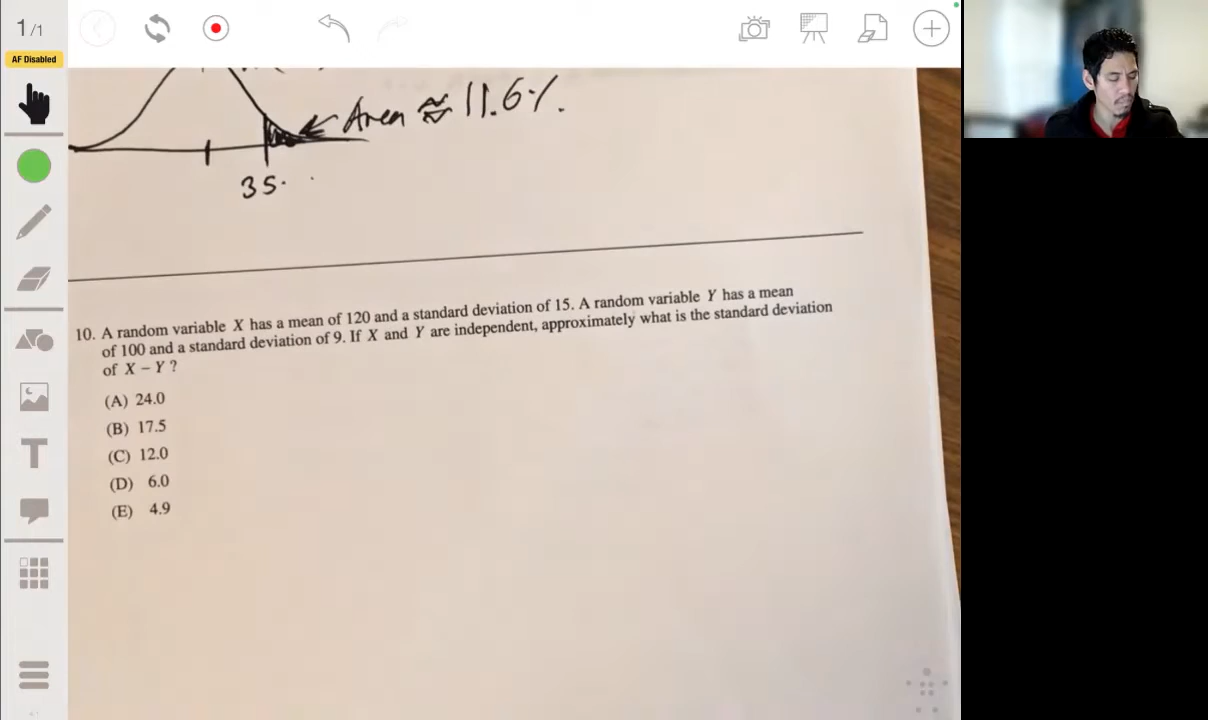 1/1
AF Disabled
Area ≈ 11.6%.
35.
10. A random variable X has a mean of 120 and a standard deviation of 15. A random variable Y has a mean
of 100 and a standard deviation of 9. If X and Y are independent, approximately what is the standard deviation
of X – Y ?
(A) 24.0
(B) 17.5
(C) 12.0
(D) 6.0
(E) 4.9
T